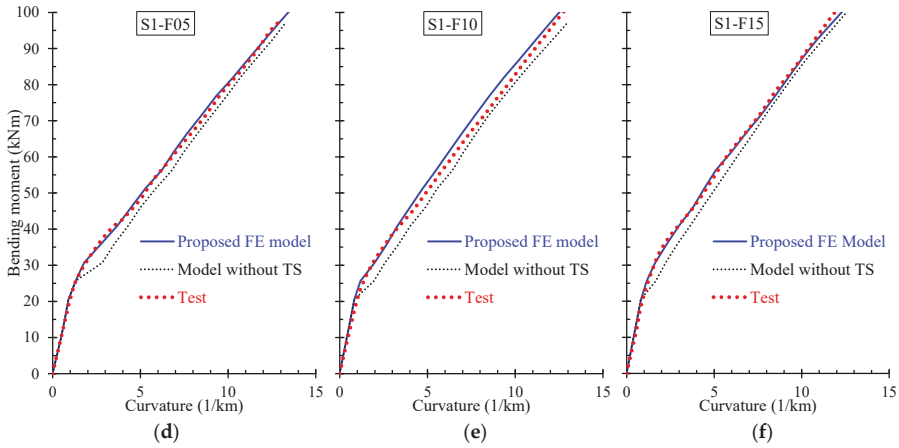 S1-F05
S1-F10
S1-F15
Bending moment (kNm)
100
90
80
70
60
50
40
30
20
10
0
Proposed FE model
Model without TS
Test
Proposed FE model
Model without TS
Test
Proposed FE Model
Model without TS
Test
0 5 10 15
0 5 10 15
0 5 10 15
Curvature (1/km)
Curvature (1/km)
Curvature (1/km)
(d)
(e)
(f)